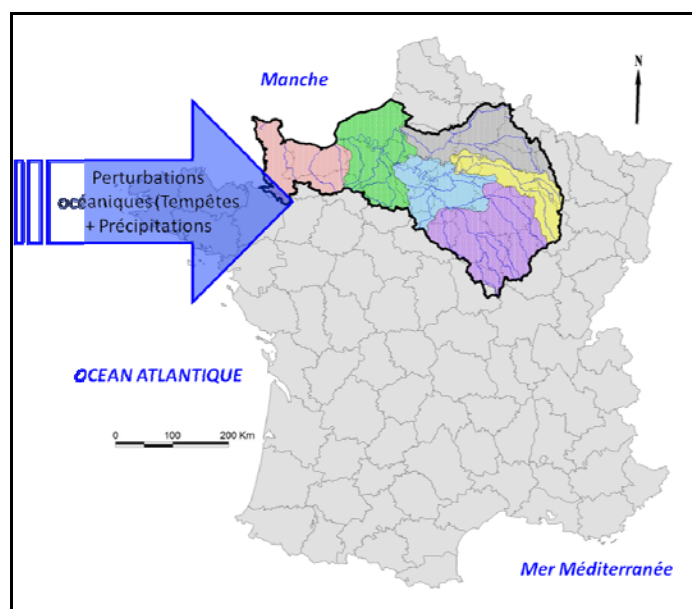 Manche
N
Perturbations
océaniques (Tempêtes
+ Précipitations
OCEAN ATLANTIQUE
0 100 200 Km
Mer Méditerranée